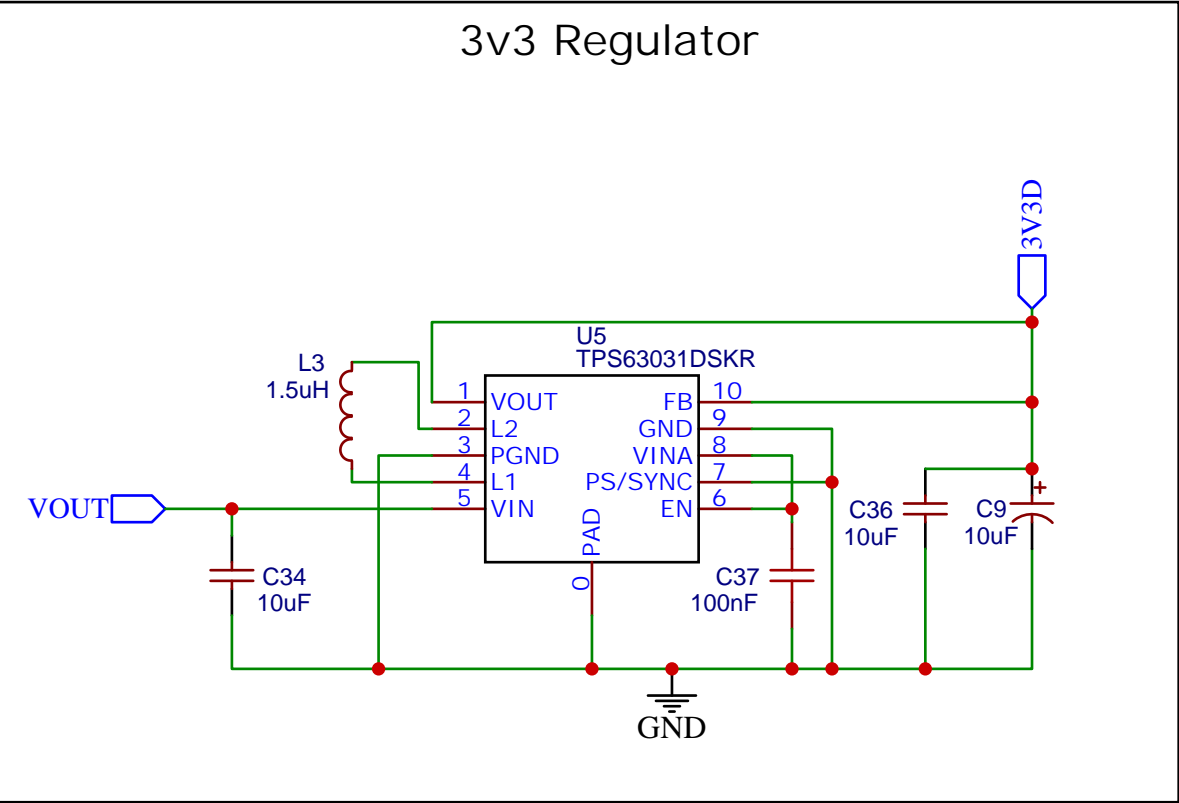 3v3 Regulator
3V3D
U5
TPS63031DSKR
L3
1.5uH
1
VOUT
FB
10
2
L2
GND
9
3
PGND
VINA
8
4
L1
PS/SYNC
7
5
VIN
EN
6
PAD
0
VOUT
C34
10uF
C37
100nF
C36
10uF
C9
10uF
+
GND